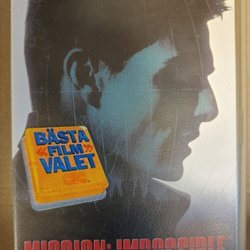 BÄSTA
«FILM»
VALET
MISSION: IMPOSSIBLE